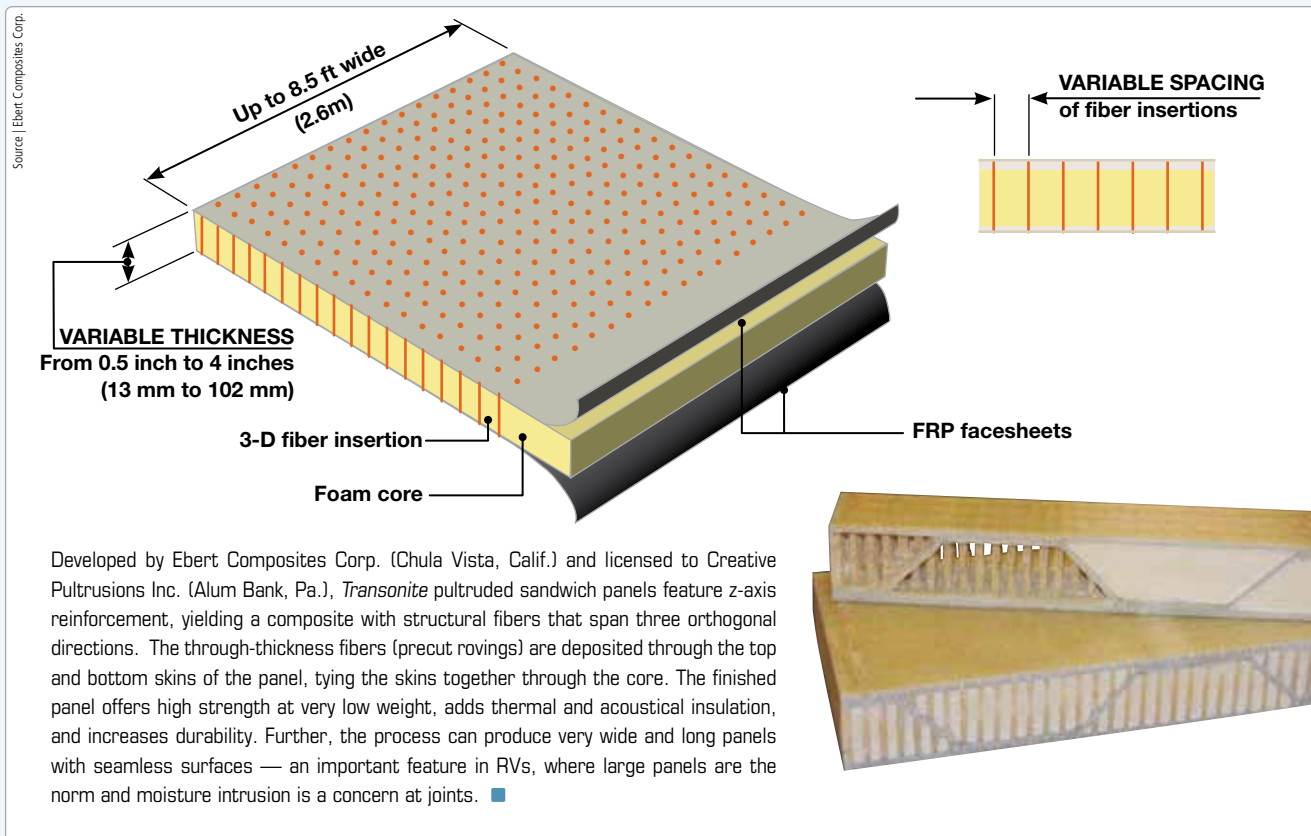 Source | Ebert Composites Corp.
Up to 8.5 ft wide
(2.6m)
VARIABLE SPACING
of fiber insertions
VARIABLE THICKNESS
From 0.5 inch to 4 inches
(13 mm to 102 mm)
3-D fiber insertion
Foam core
FRP facesheets
Developed by Ebert Composites Corp. (Chula Vista, Calif.) and licensed to Creative
Pultrusions Inc. (Alum Bank, Pa.), Transonite pultruded sandwich panels feature z-axis
reinforcement, yielding a composite with structural fibers that span three orthogonal
directions. The through-thickness fibers (precut rovings) are deposited through the top
and bottom skins of the panel, tying the skins together through the core. The finished
panel offers high strength at very low weight, adds thermal and acoustical insulation,
and increases durability. Further, the process can produce very wide and long panels
with seamless surfaces — an important feature in RVs, where large panels are the
norm and moisture intrusion is a concern at joints.